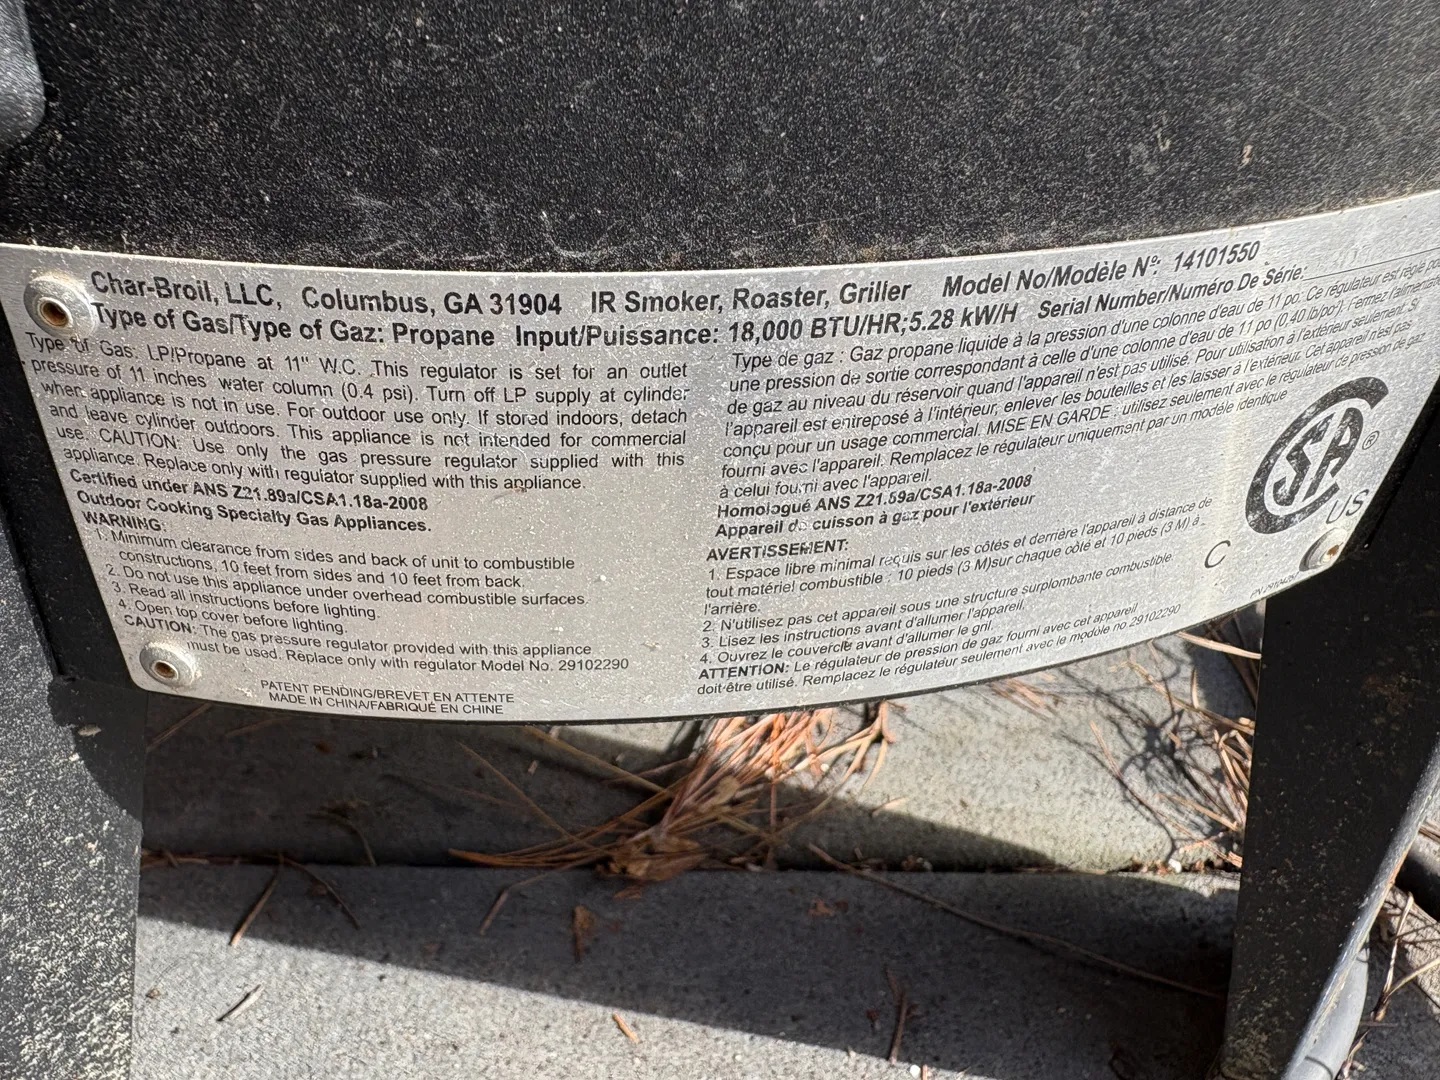 Char-Broil, LLC, Columbus, GA 31904 IR Smoker, Roaster, Griller Model No/Modèle Nº: 14101550
Type of Gas/Type of Gaz: Propane Input/Puissance: 18,000 BTU/HR;5.28 kW/H Serial Number/Numéro De Série:
Type of Gas: LP/Propane at 11" W.C. This regulator is set for an outlet
pressure of 11 inches water column (0.4 psi). Turn off LP supply at cylinder
when appliance is not in use. For outdoor use only. If stored indoors, detach
and leave cylinder outdoors. This appliance is not intended for commercial
use. CAUTION: Use only the gas pressure regulator supplied with this
appliance. Replace only with regulator supplied with this appliance.
Certified under ANS Z21.89a/CSA1.18a-2008
Outdoor Cooking Specialty Gas Appliances.
WARNING:
1. Minimum clearance from sides and back of unit to combustible
constructions, 10 feet from sides and 10 feet from back.
2. Do not use this appliance under overhead combustible surfaces.
3. Read all instructions before lighting.
4. Open top cover before lighting.
CAUTION: The gas pressure regulator provided with this appliance
must be used. Replace only with regulator Model No. 29102290
PATENT PENDING/BREVET EN ATTENTE
MADE IN CHINA/FABRIQUÉ EN CHINE
Type de gaz : Gaz propane liquide à la pression d'une colonne d'eau de 11 po. Ce régulateur est réglé
une pression de sortie correspondant à celle d'une colonne d'eau de 11 po (0,40 lb/po²). Fermez
de gaz au niveau du réservoir quand l'appareil n'est pas utilisé. Pour utilisation à l'extérieur seulement. Si
l'appareil est entreposé à l'intérieur, enlever les bouteilles et les laisser à l'extérieur. Cet appareil n'est pas
conçu pour un usage commercial. MISE EN GARDE : utilisez seulement avec le régulateur de pression de gaz
fourni avec l'appareil. Remplacez le régulateur uniquement par un modèle identique
à celui fourni avec l'appareil.
Homologué ANS Z21.59a/CSA1.18a-2008
Appareil de cuisson à gaz pour l'extérieur
AVERTISSEMENT:
1. Espace libre minimal requis sur les côtés et derrière l'appareil à distance de
tout matériel combustible : 10 pieds (3 M)sur chaque côté et 10 pieds (3 M) à
l'arrière.
2. N'utilisez pas cet appareil sous une structure surplombante combustible.
3. Lisez les instructions avant d'allumer l'appareil.
4. Ouvrez le couvercle avant d'allumer le gril.
ATTENTION: Le régulateur de pression de gaz fourni avec cet appareil
doit-être utilisé. Remplacez le régulateur seulement avec le modèle no.29102290
CSA ®
C US